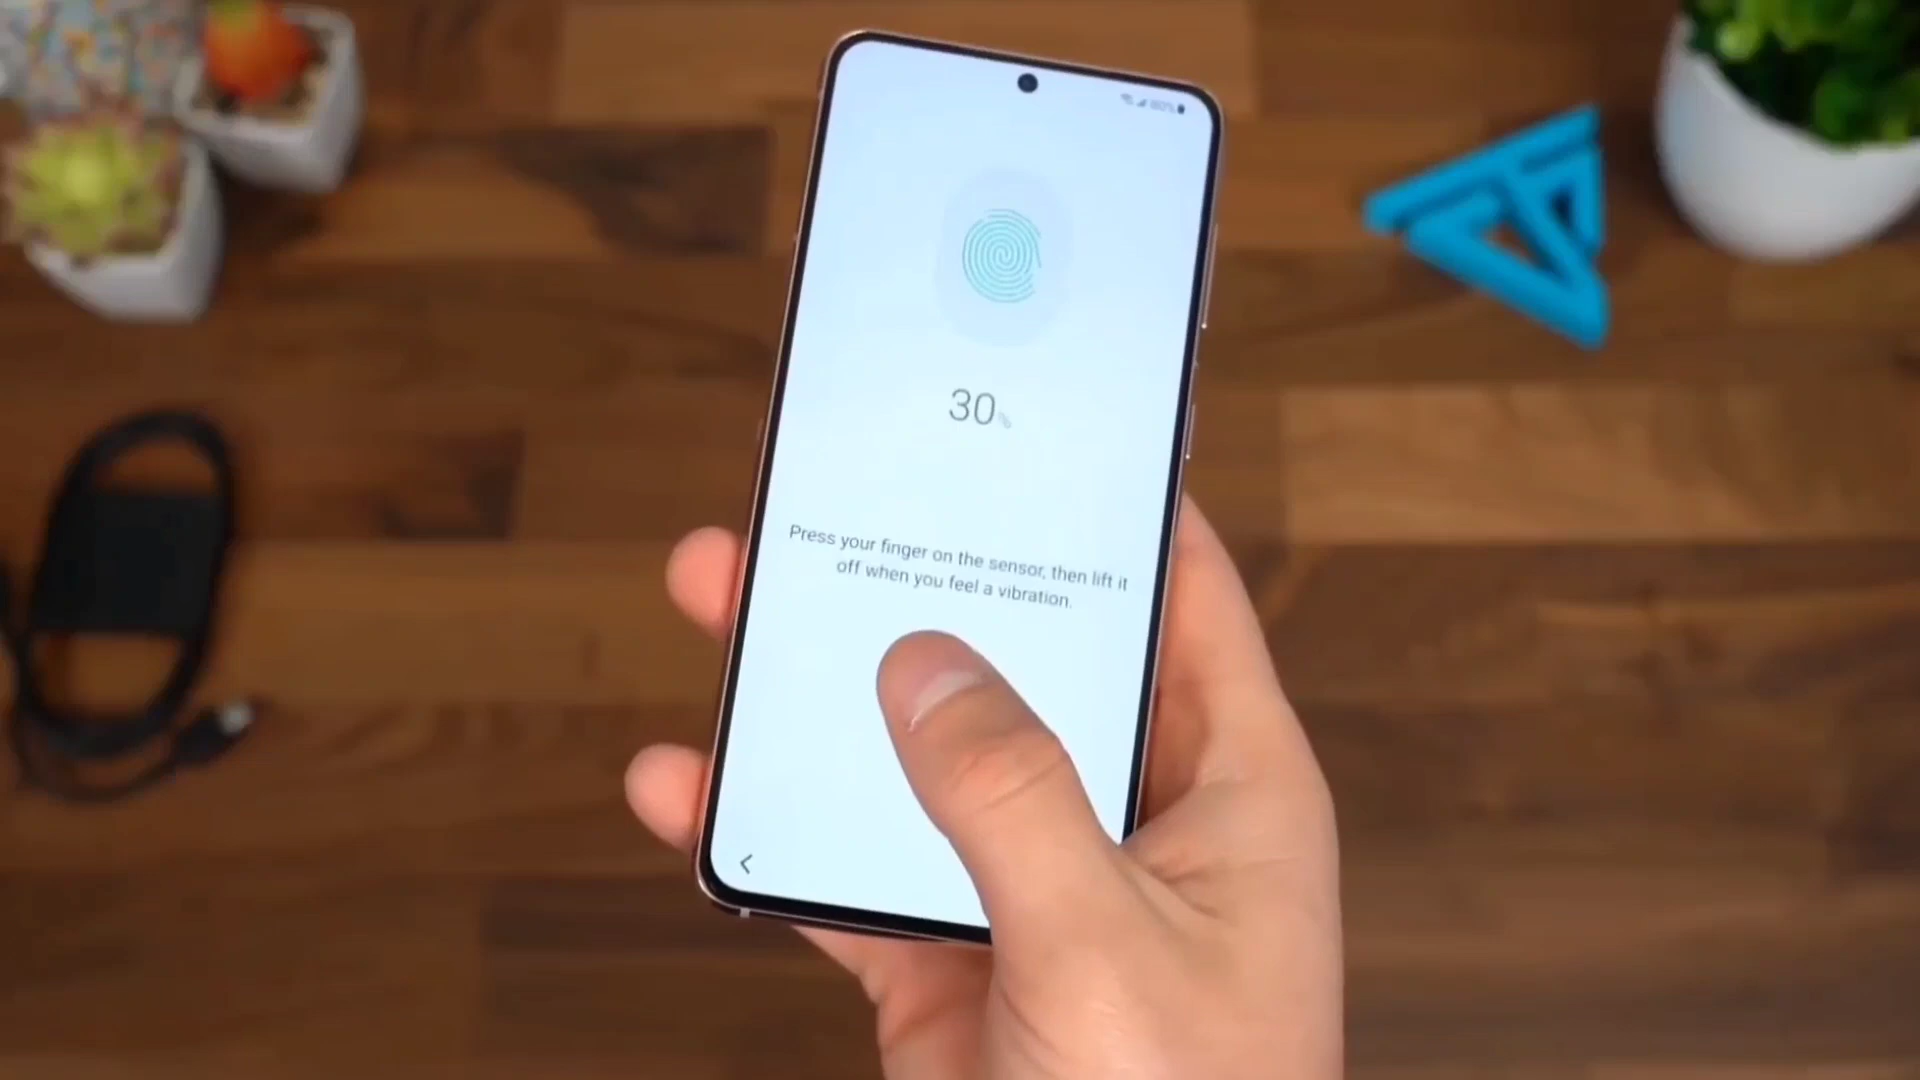 30%
Press your finger on the sensor, then lift it
off when you feel a vibration.